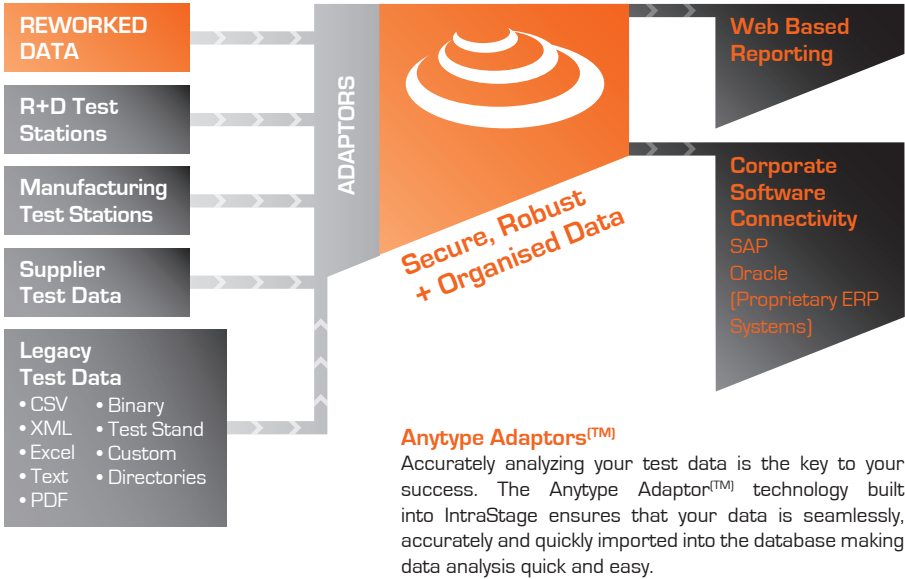 REWORKED
DATA
R+D Test
Stations
Manufacturing
Test Stations
Supplier
Test Data
Legacy
Test Data
• CSV
• XML
• Excel
• Text
• PDF
• Binary
• Test Stand
• Custom
• Directories
ADAPTORS
Secure, Robust
+ Organised Data
Web Based
Reporting
Corporate
Software
Connectivity
SAP
Oracle
(Proprietary ERP
Systems)
Anytype Adaptors(TM)
Accurately analyzing your test data is the key to your
success. The Anytype Adaptor(TM) technology built
into IntraStage ensures that your data is seamlessly,
accurately and quickly imported into the database making
data analysis quick and easy.